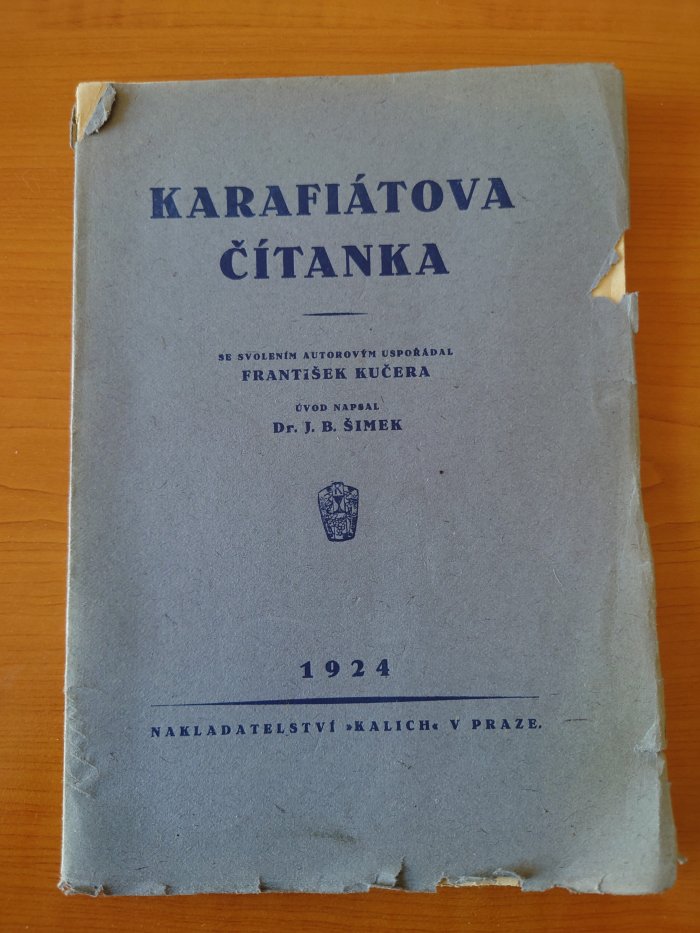 KARAFIÁTOVA
ČÍTANKA
SE SVOLENÍM AUTOROVÝM USPOŘÁDAL
FRANTIŠEK KUČERA
ÚVOD NAPSAL
Dr. J. B. ŠIMEK
K
1924
NAKLADATELSTVÍ »KALICH« V PRAZE.